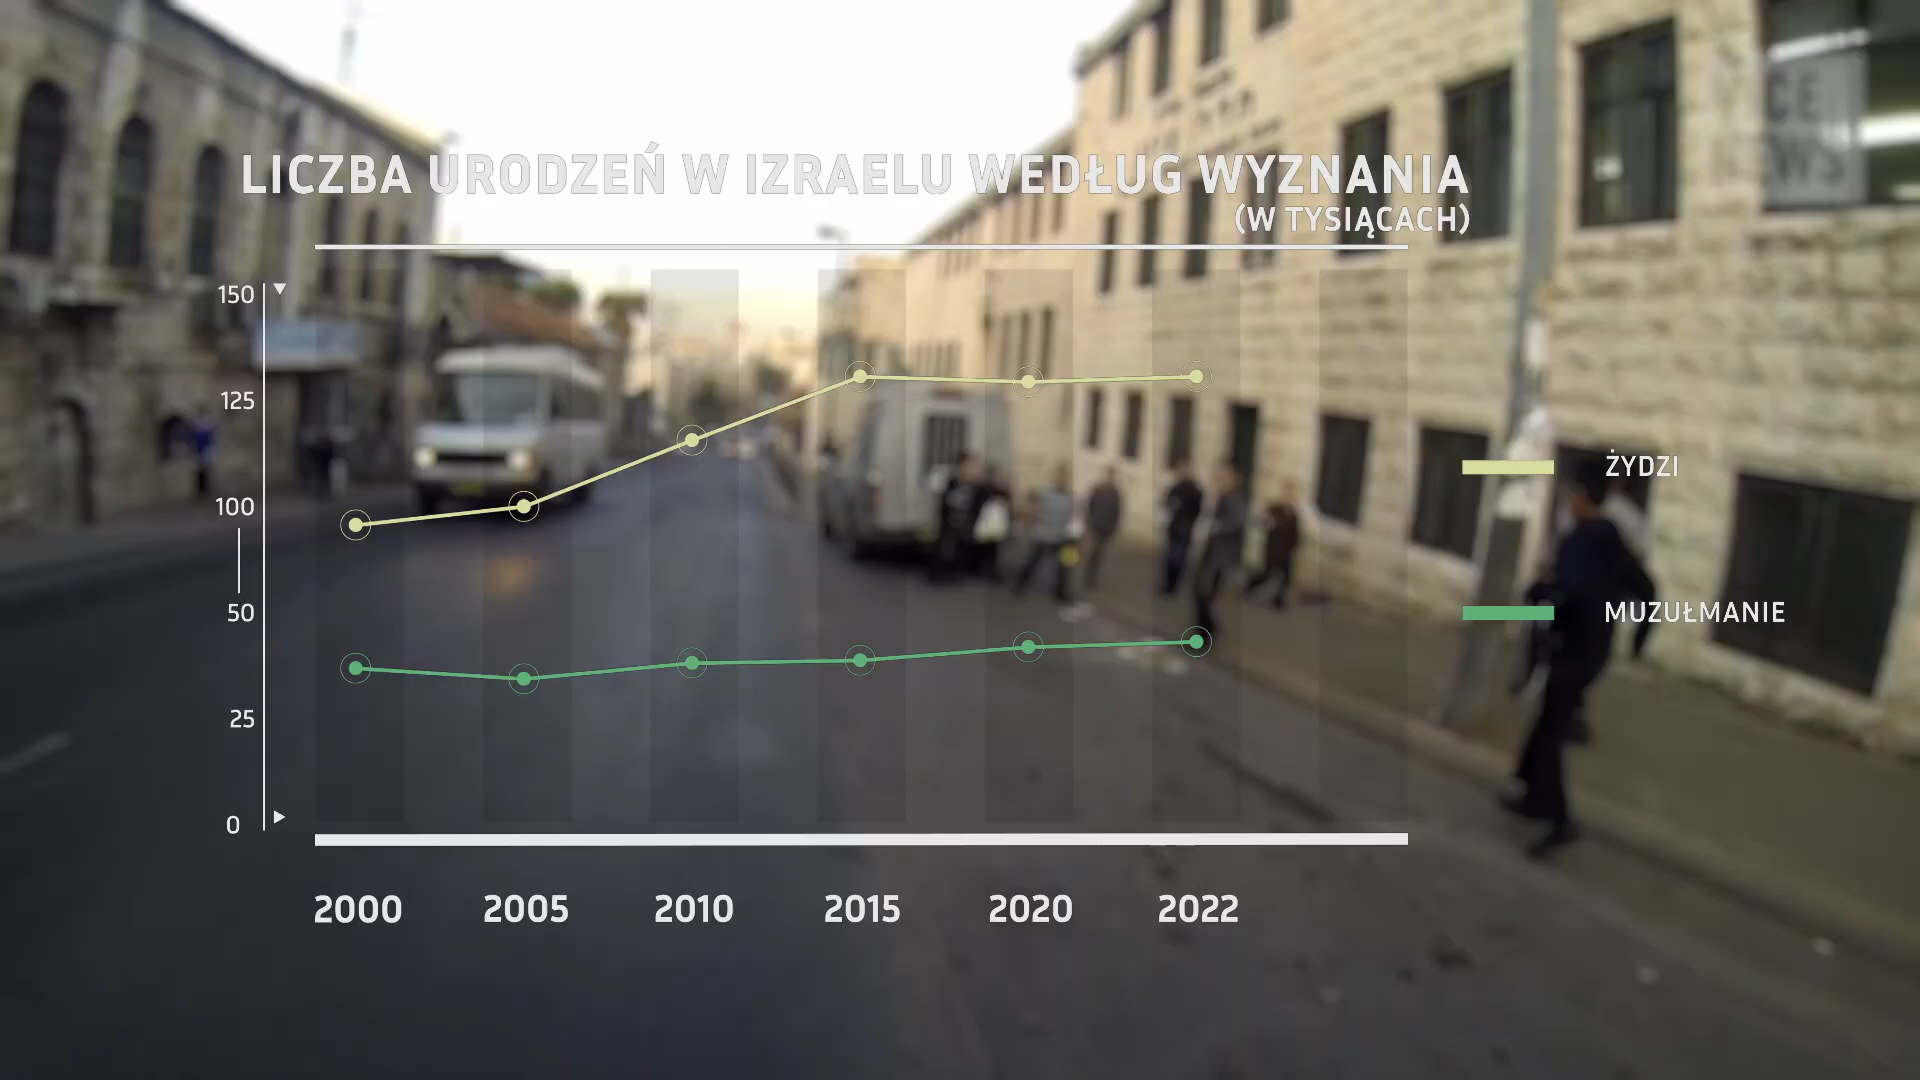 LICZBA URODZEŃ W IZRAELU WEDŁUG WYZNANIA
(W TYSIĄCACH)
150
125
100
50
25
0
ŻYDZI
MUZUŁMANIE
2000 2005 2010 2015 2020 2022